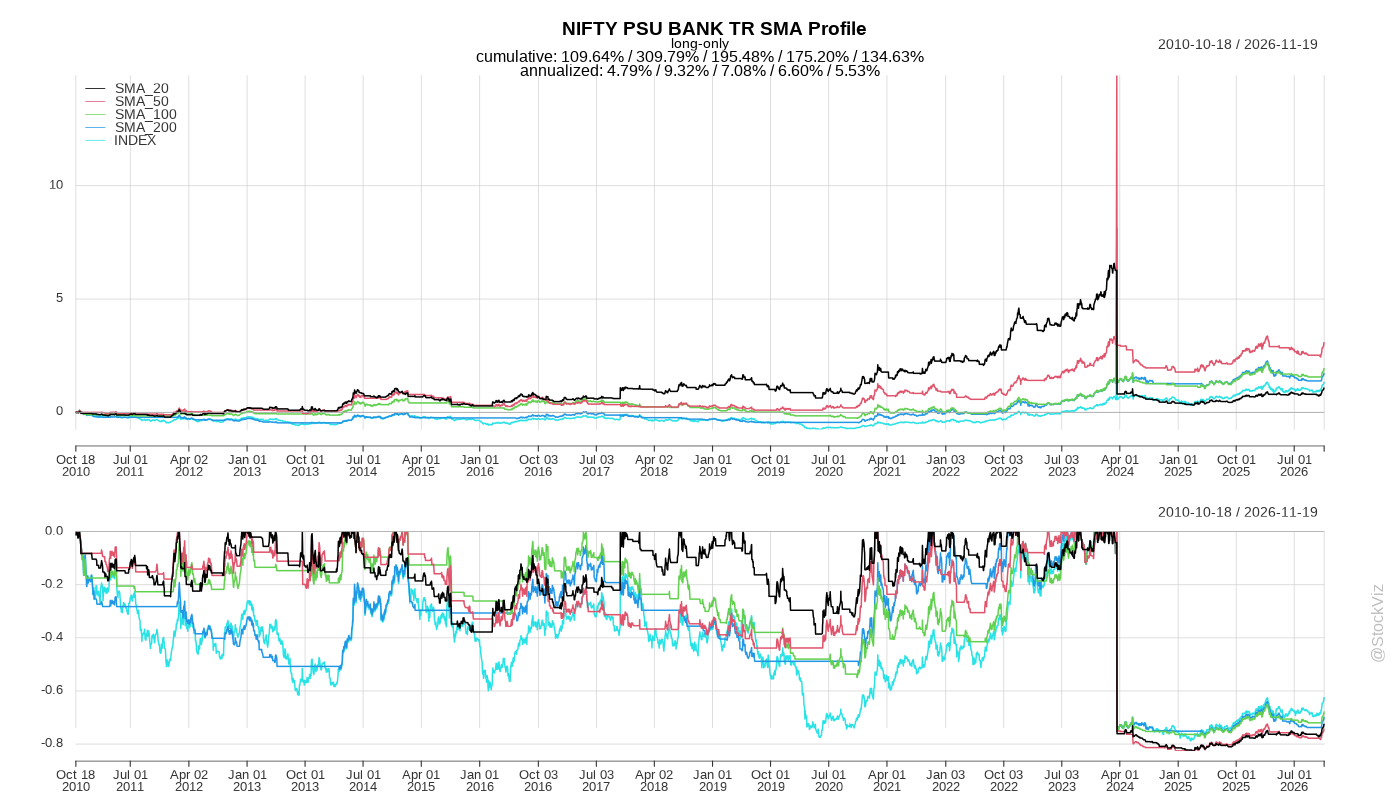 NIFTY PSU BANK TR SMA Profile
long-only
2010-10-18 / 2026-11-19
cumulative: 109.64% / 309.79% / 195.48% / 175.20% / 134.63%
annualized: 4.79% / 9.32% / 7.08% / 6.60% / 5.53%
SMA_20
SMA_50
SMA_100
SMA_200
INDEX
10
5
0
Oct 18 Jul 01 Apr 02 Jan 01 Oct 01 Jul 01 Apr 01 Jan 01 Oct 03 Jul 03 Apr 02 Jan 01 Oct 01 Jul 01 Apr 01 Jan 03 Oct 03 Jul 03 Apr 01 Jan 01 Oct 01 Jul 01
2010 2011 2012 2013 2013 2014 2015 2016 2016 2017 2018 2019 2019 2020 2021 2022 2022 2023 2024 2025 2025 2026
2010-10-18 / 2026-11-19
0.0
-0.2
-0.4
-0.6
-0.8
Oct 18 Jul 01 Apr 02 Jan 01 Oct 01 Jul 01 Apr 01 Jan 01 Oct 03 Jul 03 Apr 02 Jan 01 Oct 01 Jul 01 Apr 01 Jan 03 Oct 03 Jul 03 Apr 01 Jan 01 Oct 01 Jul 01
2010 2011 2012 2013 2013 2014 2015 2016 2016 2017 2018 2019 2019 2020 2021 2022 2022 2023 2024 2025 2025 2026
@StockViz